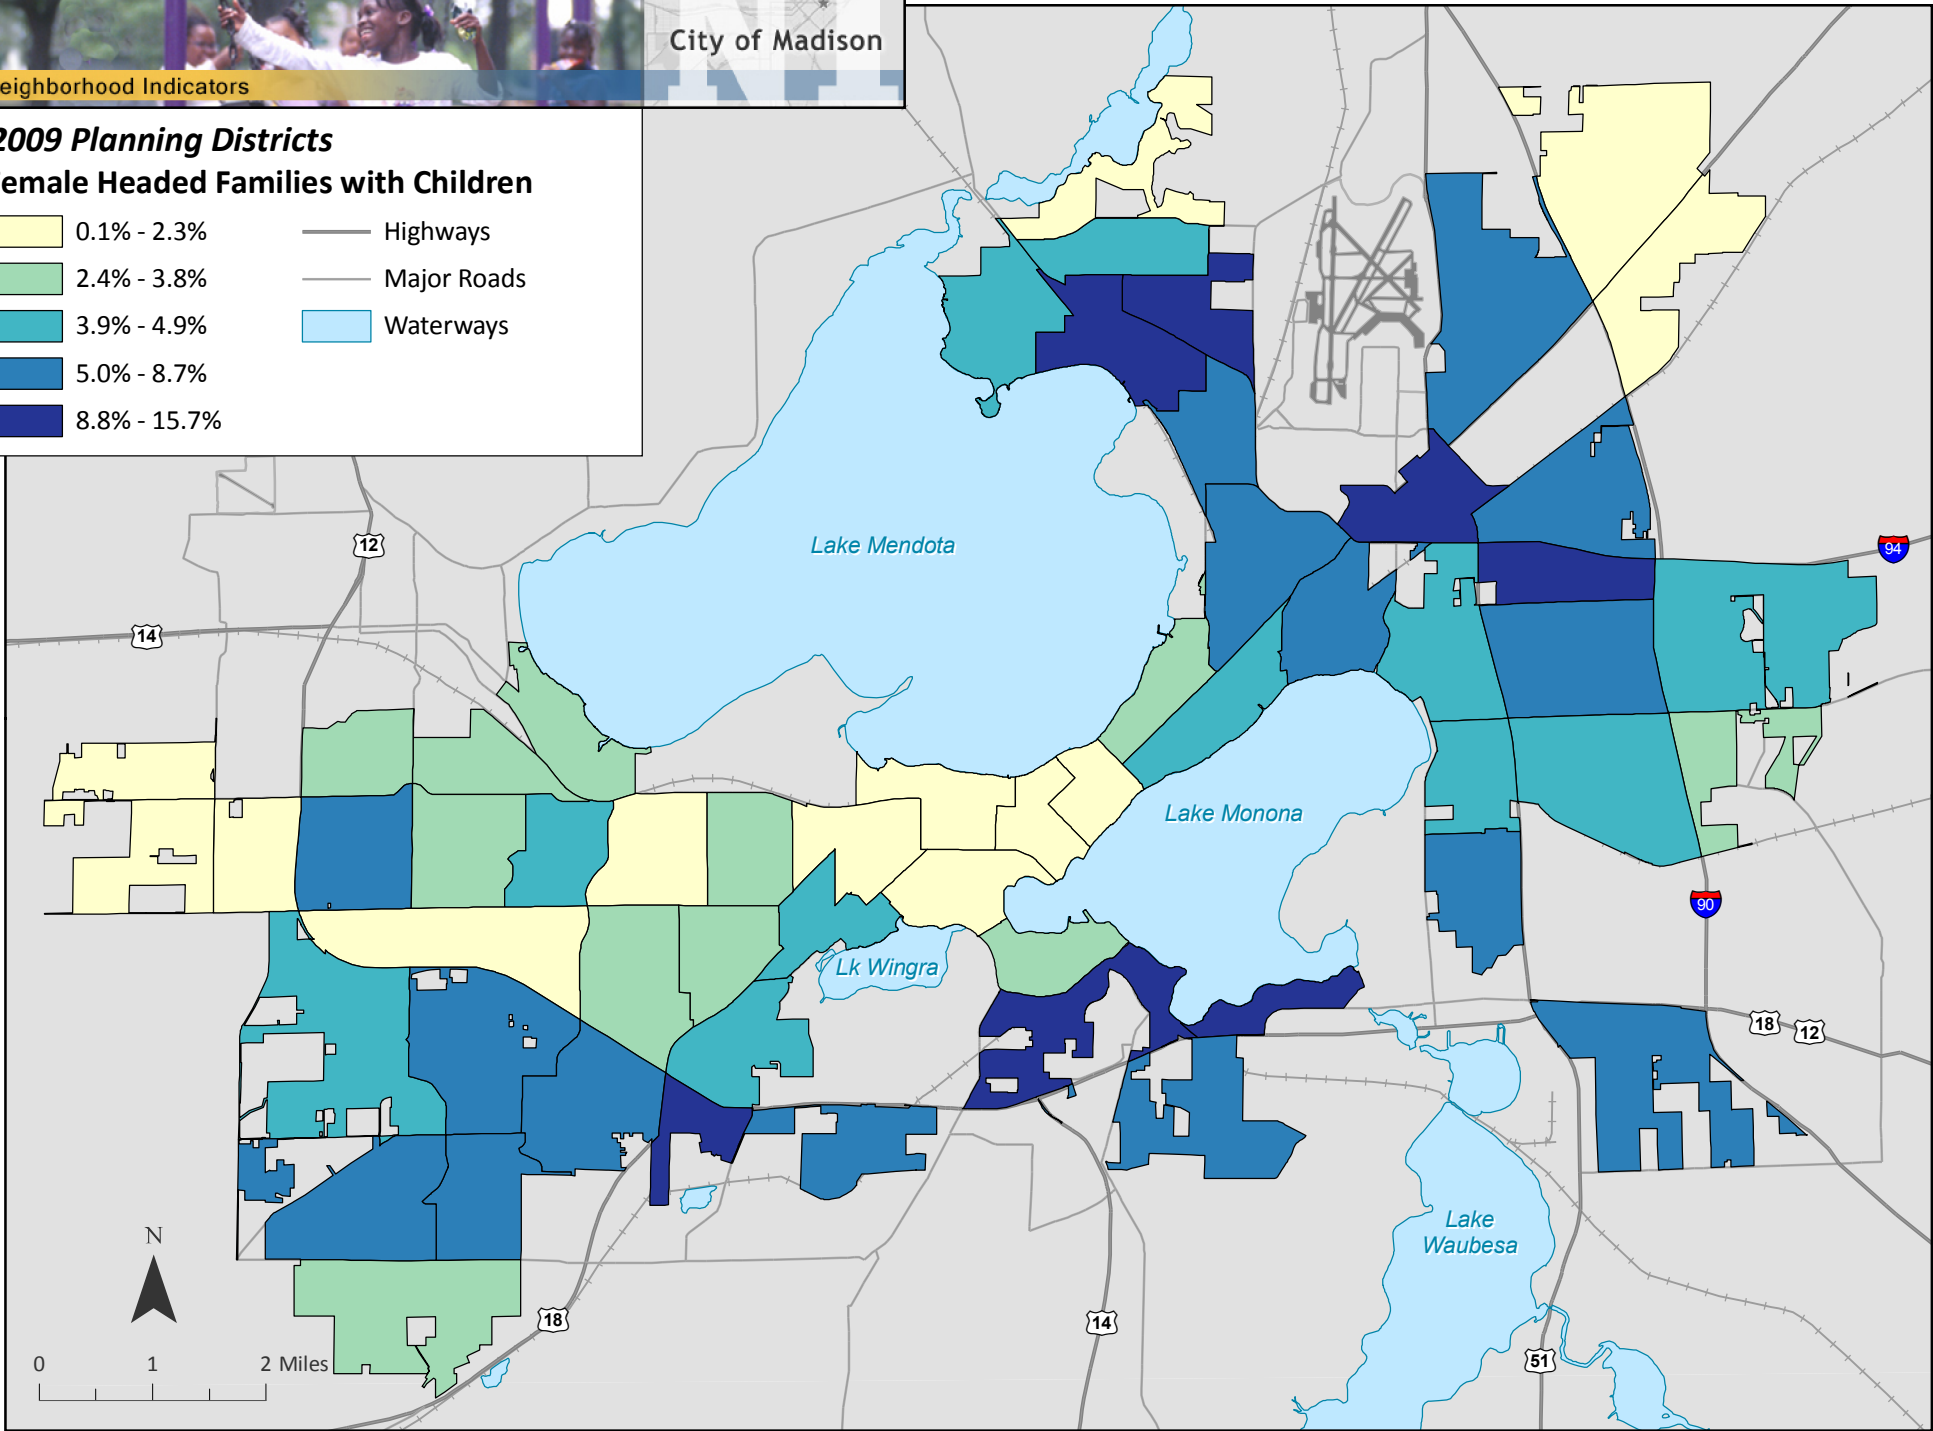 City of Madison
eighborhood Indicators
2009 Planning Districts
emale Headed Families with Children
0.1% - 2.3%
2.4% - 3.8%
3.9% - 4.9%
5.0% - 8.7%
8.8% - 15.7%
Highways
Major Roads
Waterways
12
14
94
Lake Mendota
Lake Monona
90
Lk Wingra
18
12
Lake
Waubesa
N
18
14
51
0 1 2 Miles